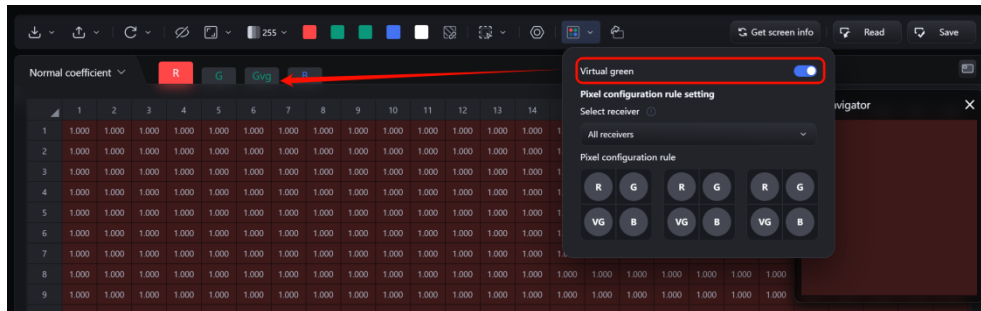 255 Get screen info Read Save
Normal coefficient R G Gvg B
Virtual green
Pixel configuration rule setting
Select receiver
All receivers
Pixel configuration rule
R G R G R G
VG B VG B VG B
vigator
1 2 3 4 5 6 7 8 9 10 11 12 13 14
1 1.000 1.000 1.000 1.000 1.000 1.000 1.000 1.000 1.000 1.000 1.000 1.000 1.000 1.000
2 1.000 1.000 1.000 1.000 1.000 1.000 1.000 1.000 1.000 1.000 1.000 1.000 1.000 1.000
3 1.000 1.000 1.000 1.000 1.000 1.000 1.000 1.000 1.000 1.000 1.000 1.000 1.000 1.000
4 1.000 1.000 1.000 1.000 1.000 1.000 1.000 1.000 1.000 1.000 1.000 1.000 1.000 1.000
5 1.000 1.000 1.000 1.000 1.000 1.000 1.000 1.000 1.000 1.000 1.000 1.000 1.000 1.000
6 1.000 1.000 1.000 1.000 1.000 1.000 1.000 1.000 1.000 1.000 1.000 1.000 1.000 1.000
7 1.000 1.000 1.000 1.000 1.000 1.000 1.000 1.000 1.000 1.000 1.000 1.000 1.000 1.000
8 1.000 1.000 1.000 1.000 1.000 1.000 1.000 1.000 1.000 1.000 1.000 1.000 1.000 1.000 1.000 1.000 1.000 1.000 1.000 1.000 1.000
9 1.000 1.000 1.000 1.000 1.000 1.000 1.000 1.000 1.000 1.000 1.000 1.000 1.000 1.000 1.000 1.000 1.000 1.000 1.000 1.000 1.000